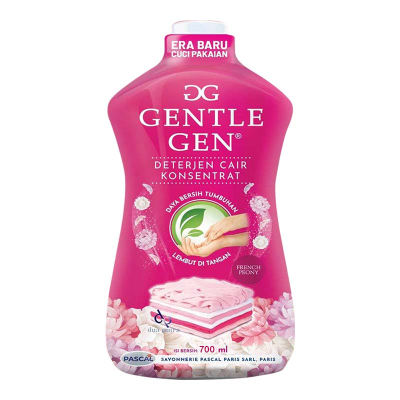 ERA BARU
CUCI PAKAIAN
GG
GENTLE
GEN®
DETERJEN CAIR
KONSENTRAT
DAYA BERSIH TUMBUHAN
LEMBUT DI TANGAN
FRENCH
PEONY
ISI BERSIH 700 ml
PASCAL
SAVONNERIE PASCAL PARIS SARL, PARIS